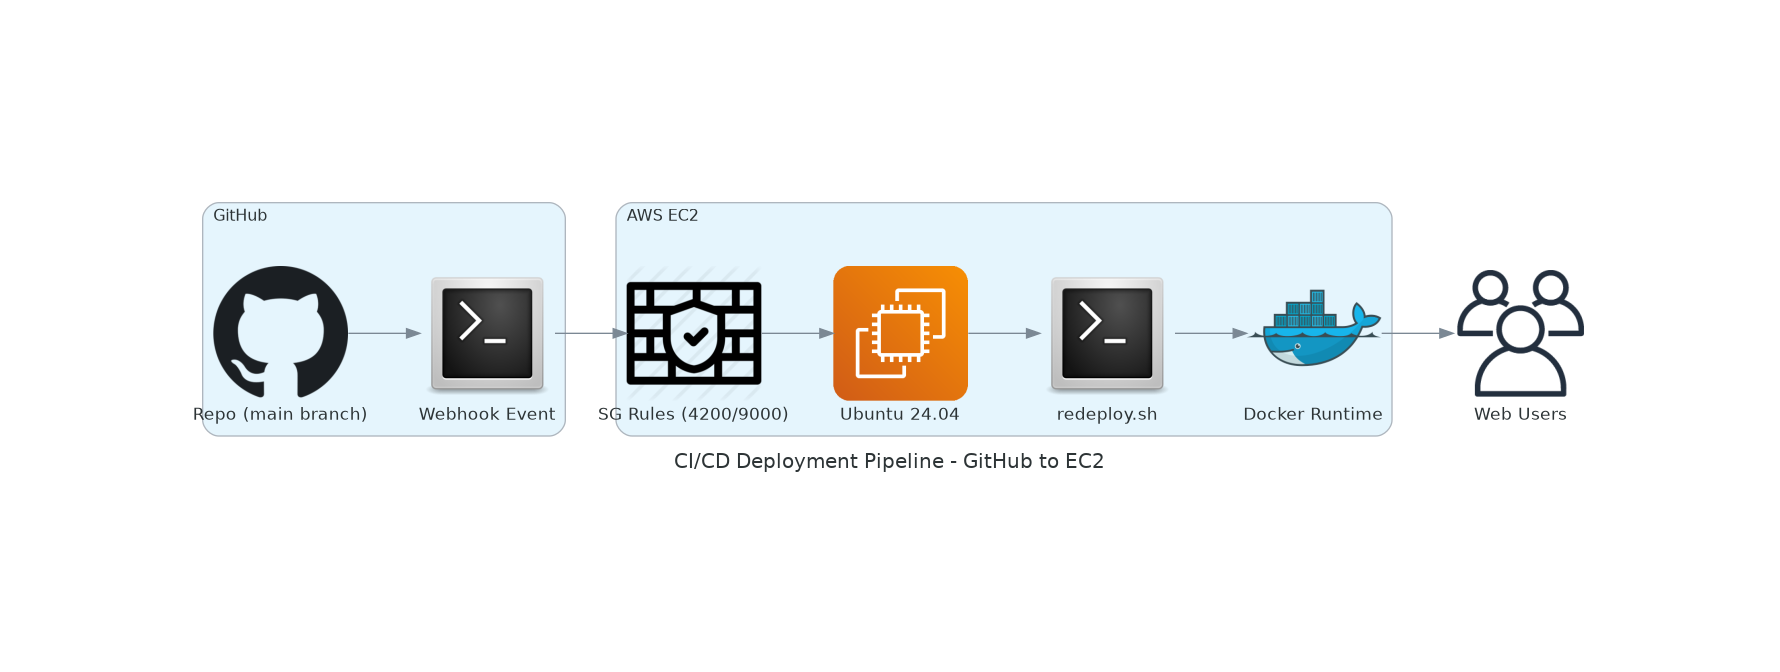 GitHub
AWS EC2
Repo (main branch)
Webhook Event
SG Rules (4200/9000)
Ubuntu 24.04
redeploy.sh
Docker Runtime
Web Users
CI/CD Deployment Pipeline - GitHub to EC2